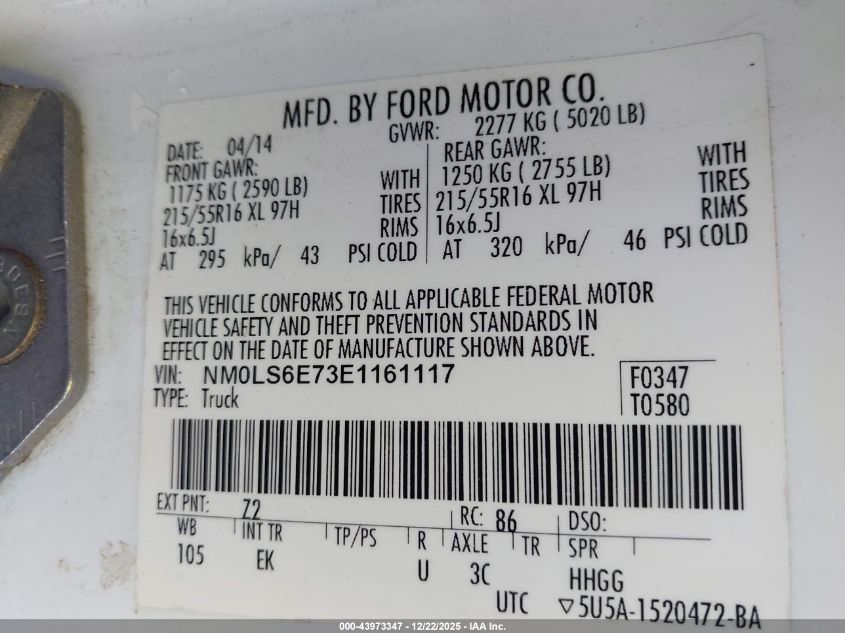 MFD. BY FORD MOTOR CO.
DATE: 04/14 GVWR: 2277 KG ( 5020 LB)
FRONT GAWR: REAR GAWR:
1175 KG ( 2590 LB) WITH 1250 KG ( 2755 LB) WITH
215/55R16 XL 97H TIRES 215/55R16 XL 97H TIRES
16x6.5J RIMS 16x6.5J RIMS
AT 295 kPa/ 43 PSI COLD AT 320 kPa/ 46 PSI COLD
THIS VEHICLE CONFORMS TO ALL APPLICABLE FEDERAL MOTOR
VEHICLE SAFETY AND THEFT PREVENTION STANDARDS IN
EFFECT ON THE DATE OF MANUFACTURE SHOWN ABOVE.
VIN: NM0LS6E73E1161117 F0347
TYPE: Truck T0580
EXT PNT: Z2 RC: 86 DSO:
WB INT TR TP/PS R AXLE TR SPR
105 EK U 3C HHGG
UTC ▽5U5A-1520472-BA
000-43973347 - 12/22/2025 - IAA Inc.